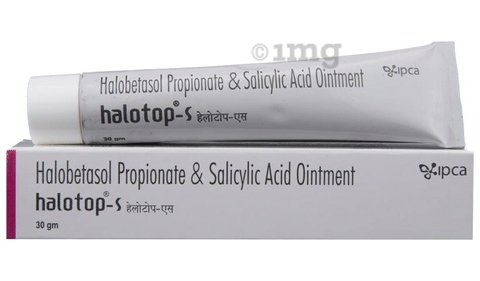 ©1mg
Halobetasol Propionate & Salicylic Acid Ointment
halotop®-s हेलोटोप-एस
ipca
30 gm
Halobetasol Propionate & Salicylic Acid Ointment
halotop®-s हेलोटोप-एस
ipca
30 gm